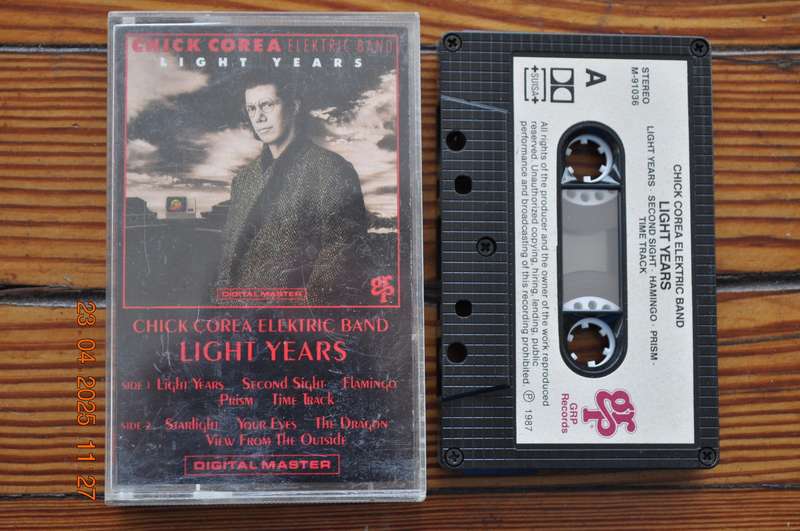 CHICK COREA ELEKTRIC BAND
LIGHT YEARS
DIGITAL MASTER
GRP
CHICK COREA ELEKTRIC BAND
LIGHT YEARS
SIDE 1 LIGHT YEARS SECOND SIGHT FLAMINGO
PRISM TIME TRACK
SIDE 2 STARLIGHT YOUR EYES THE DRAGON
VIEW FROM THE OUTSIDE
DIGITAL MASTER
CHICK COREA ELEKTRIC BAND
LIGHT YEARS
LIGHT YEARS · SECOND SIGHT · HAMINGO · PRISM ·
TIME TRACK
STEREO
M-91036
A
+SUISA+
grp
GRP
Records
All rights of the producer and the owner of the work reproduced
reserved. Unauthorized copying, hiring, lending, public
performance and broadcasting of this recording prohibited. ℗ 1987
23 04 2025 11 27